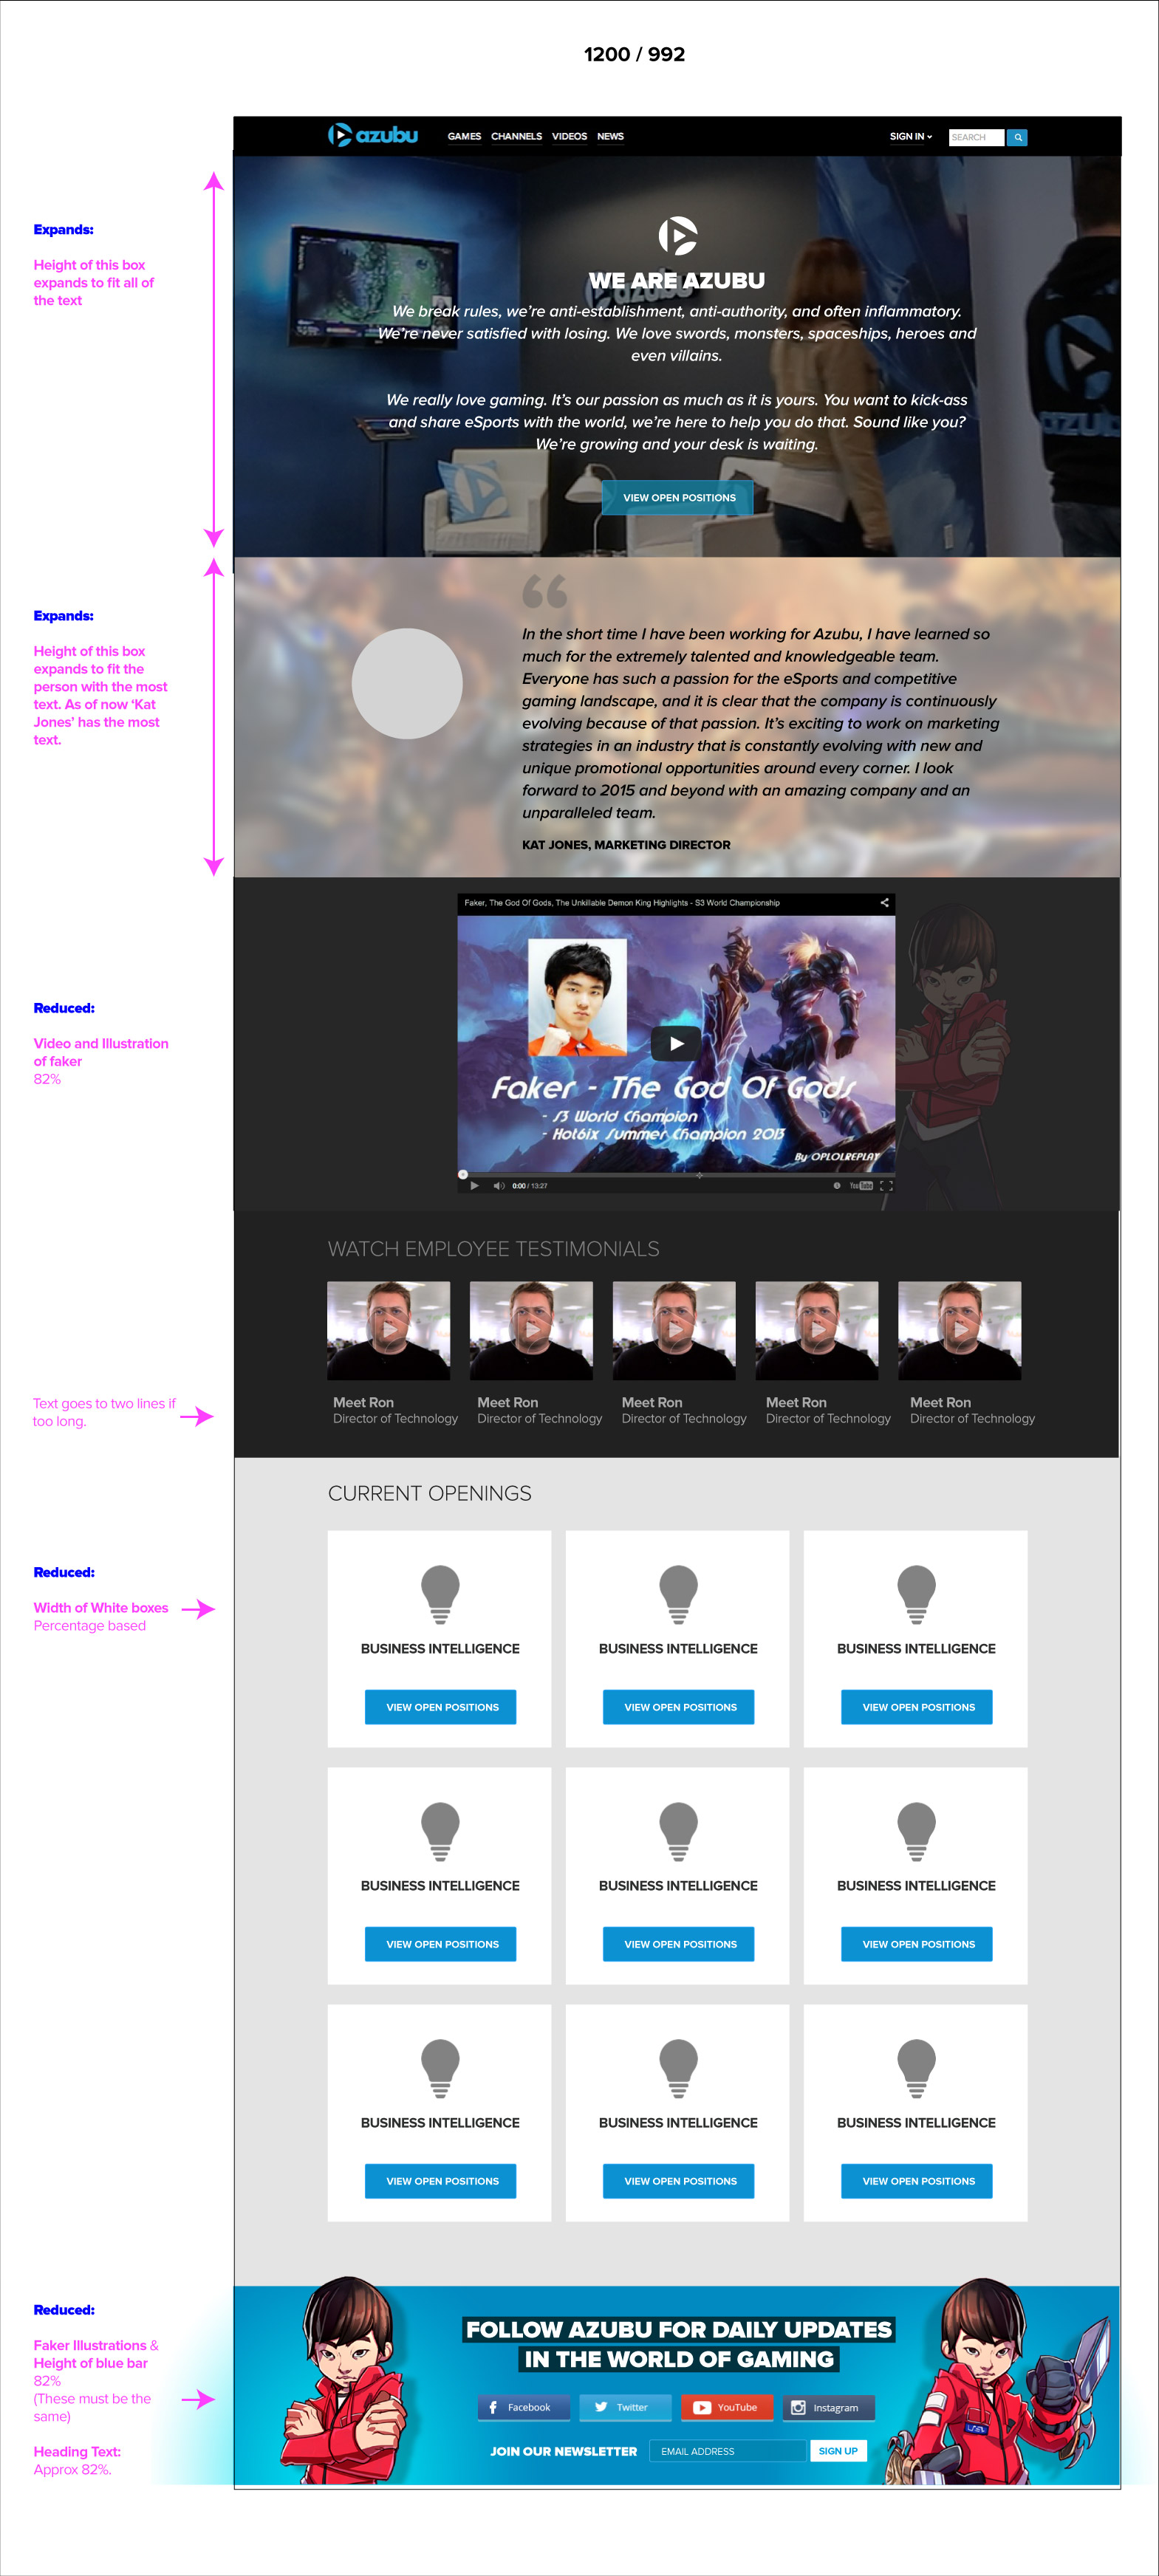 1200 / 992
azubu
GAMES CHANNELS VIDEOS NEWS
SIGN IN
SEARCH
Expands:
Height of this box
expands to fit all of
the text
WE ARE AZUBU
We break rules, we're anti-establishment, anti-authority, and often inflammatory.
We're never satisfied with losing. We love swords, monsters, spaceships, heroes and
even villains.
We really love gaming. It's our passion as much as it is yours. You want to kick-ass
and share eSports with the world, we're here to help you do that. Sound like you?
We're growing and your desk is waiting.
VIEW OPEN POSITIONS
Expands:
Height of this box
expands to fit the
person with the most
text. As of now ‘Kat
Jones’ has the most
text.
“
In the short time I have been working for Azubu, I have learned so
much for the extremely talented and knowledgeable team.
Everyone has such a passion for the eSports and competitive
gaming landscape, and it is clear that the company is continuously
evolving because of that passion. It's exciting to work on marketing
strategies in an industry that is constantly evolving with new and
unique promotional opportunities around every corner. I look
forward to 2015 and beyond with an amazing company and an
unparalleled team.
KAT JONES, MARKETING DIRECTOR
Reduced:
Video and Illustration
of faker
82%
Faker, The God Of Gods, The Unkillable Demon King Highlights - S3 World Championship
Faker - The God Of Gods
- S3 World Champion
- Hot6ix Summer Champion 2013
By OPLOLREPLAY
0:00 / 13:27
YouTube
WATCH EMPLOYEE TESTIMONIALS
Text goes to two lines if
too long.
Meet Ron Meet Ron Meet Ron Meet Ron Meet Ron
Director of Technology Director of Technology Director of Technology Director of Technology Director of Technology
CURRENT OPENINGS
Reduced:
Width of White boxes
Percentage based
BUSINESS INTELLIGENCE BUSINESS INTELLIGENCE BUSINESS INTELLIGENCE
VIEW OPEN POSITIONS VIEW OPEN POSITIONS VIEW OPEN POSITIONS
BUSINESS INTELLIGENCE BUSINESS INTELLIGENCE BUSINESS INTELLIGENCE
VIEW OPEN POSITIONS VIEW OPEN POSITIONS VIEW OPEN POSITIONS
BUSINESS INTELLIGENCE BUSINESS INTELLIGENCE BUSINESS INTELLIGENCE
VIEW OPEN POSITIONS VIEW OPEN POSITIONS VIEW OPEN POSITIONS
Reduced:
Faker Illustrations &
Height of blue bar
82%
(These must be the
same)
Heading Text:
Approx 82%.
FOLLOW AZUBU FOR DAILY UPDATES
IN THE WORLD OF GAMING
Facebook Twitter YouTube Instagram
JOIN OUR NEWSLETTER EMAIL ADDRESS SIGN UP